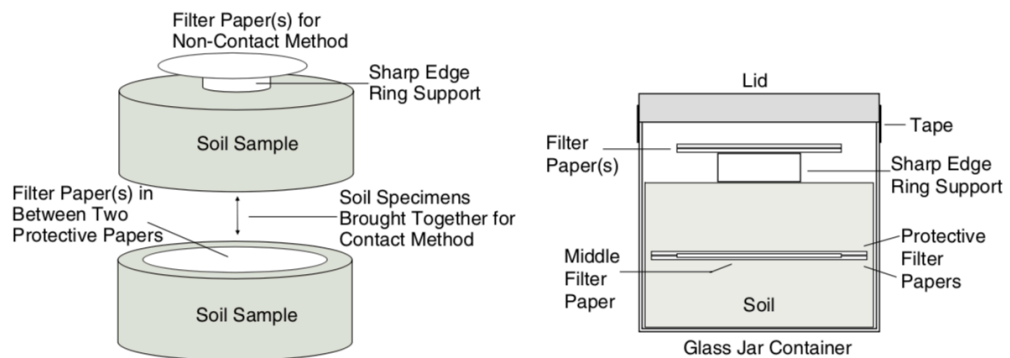 Filter Paper(s) for
Non-Contact Method
Sharp Edge
Ring Support
Soil Sample
Filter Paper(s) in
Between Two
Protective Papers
Soil Specimens
Brought Together for
Contact Method
Soil Sample
Lid
Tape
Filter
Paper(s)
Sharp Edge
Ring Support
Middle
Filter
Paper
Protective
Filter
Papers
Soil
Glass Jar Container